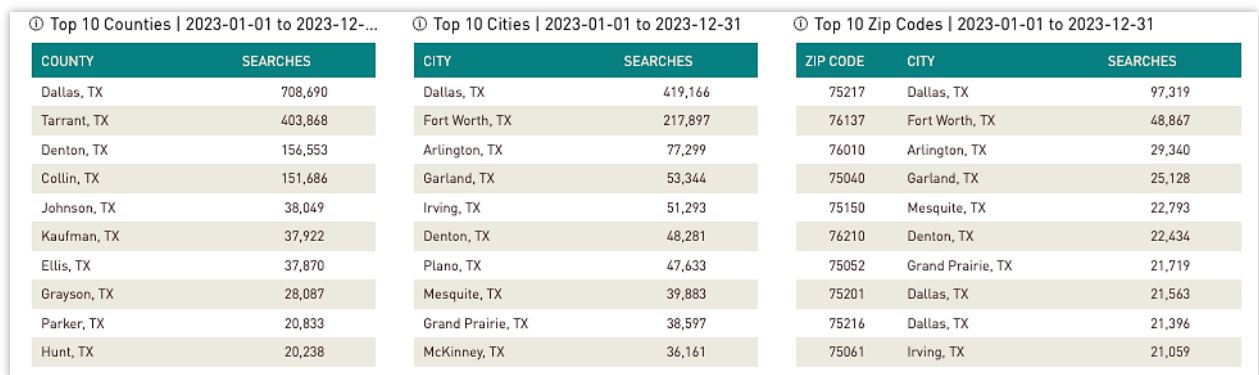 Top 10 Counties | 2023-01-01 to 2023-12-...
COUNTY SEARCHES
Dallas, TX 708,690
Tarrant, TX 403,868
Denton, TX 156,553
Collin, TX 151,686
Johnson, TX 38,049
Kaufman, TX 37,922
Ellis, TX 37,870
Grayson, TX 28,087
Parker, TX 20,833
Hunt, TX 20,238
Top 10 Cities | 2023-01-01 to 2023-12-31
CITY SEARCHES
Dallas, TX 419,166
Fort Worth, TX 217,897
Arlington, TX 77,299
Garland, TX 53,344
Irving, TX 51,293
Denton, TX 48,281
Plano, TX 47,633
Mesquite, TX 39,883
Grand Prairie, TX 38,597
McKinney, TX 36,161
Top 10 Zip Codes | 2023-01-01 to 2023-12-31
ZIP CODE CITY SEARCHES
75217 Dallas, TX 97,319
76137 Fort Worth, TX 48,867
76010 Arlington, TX 29,340
75040 Garland, TX 25,128
75150 Mesquite, TX 22,793
76210 Denton, TX 22,434
75052 Grand Prairie, TX 21,719
75201 Dallas, TX 21,563
75216 Dallas, TX 21,396
75061 Irving, TX 21,059